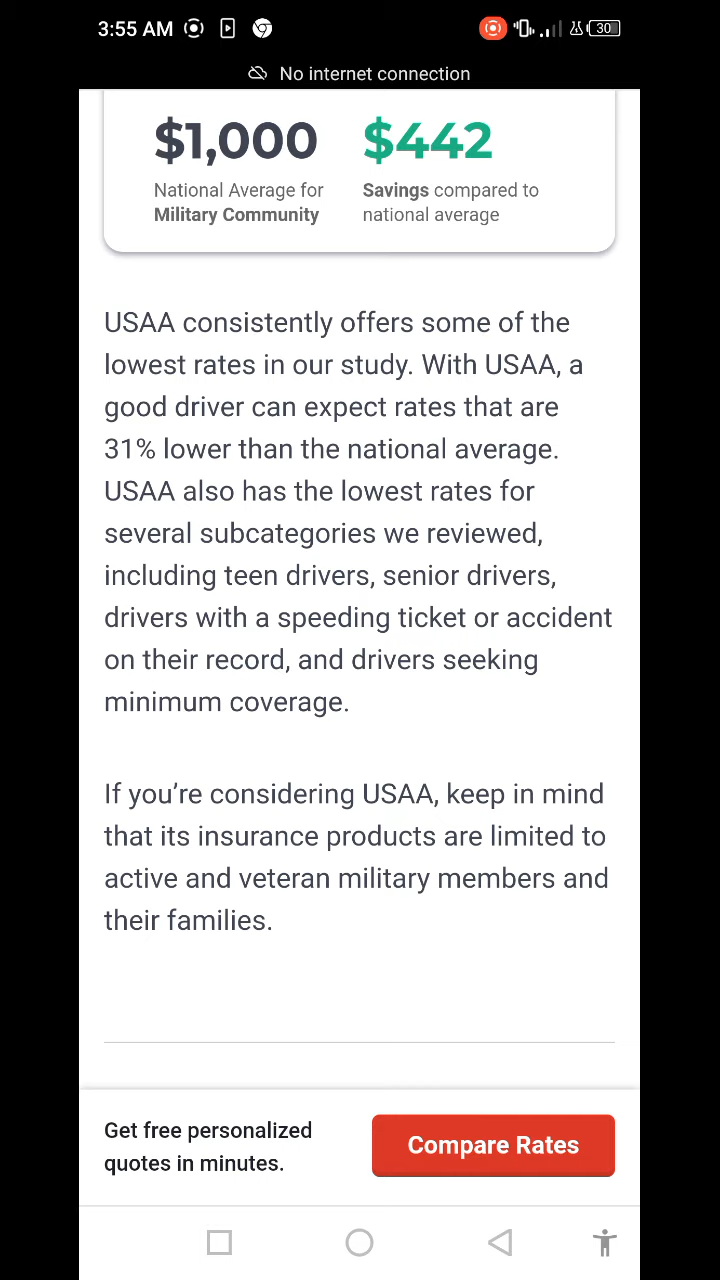 3:55 AM
30
No internet connection
$1,000 $442
National Average for Savings compared to
Military Community national average
USAA consistently offers some of the
lowest rates in our study. With USAA, a
good driver can expect rates that are
31% lower than the national average.
USAA also has the lowest rates for
several subcategories we reviewed,
including teen drivers, senior drivers,
drivers with a speeding ticket or accident
on their record, and drivers seeking
minimum coverage.
If you’re considering USAA, keep in mind
that its insurance products are limited to
active and veteran military members and
their families.
Get free personalized
quotes in minutes.
Compare Rates